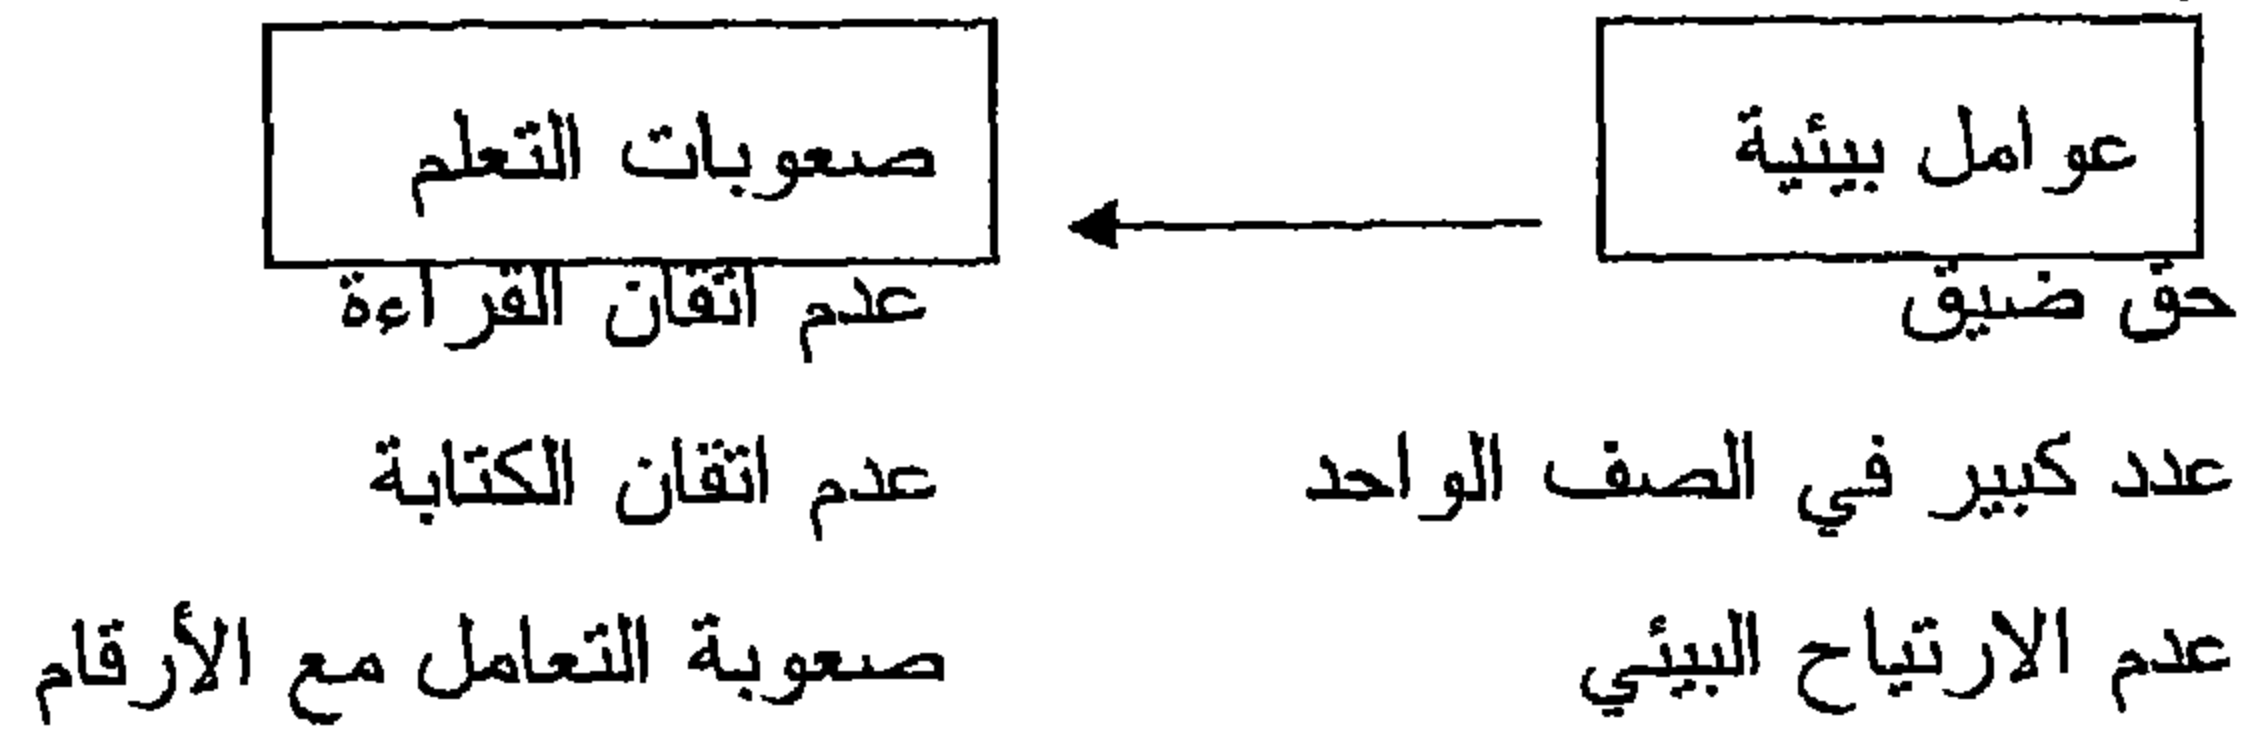 عوامل بيئية
حق ضيق
عدد كبير في الصف الواحد
عدم الارتياح البيئي
صعوبات التعلم
عدم اتقان القراءة
عدم اتقان الكتابة
صعوبة التعامل مع الأرقام